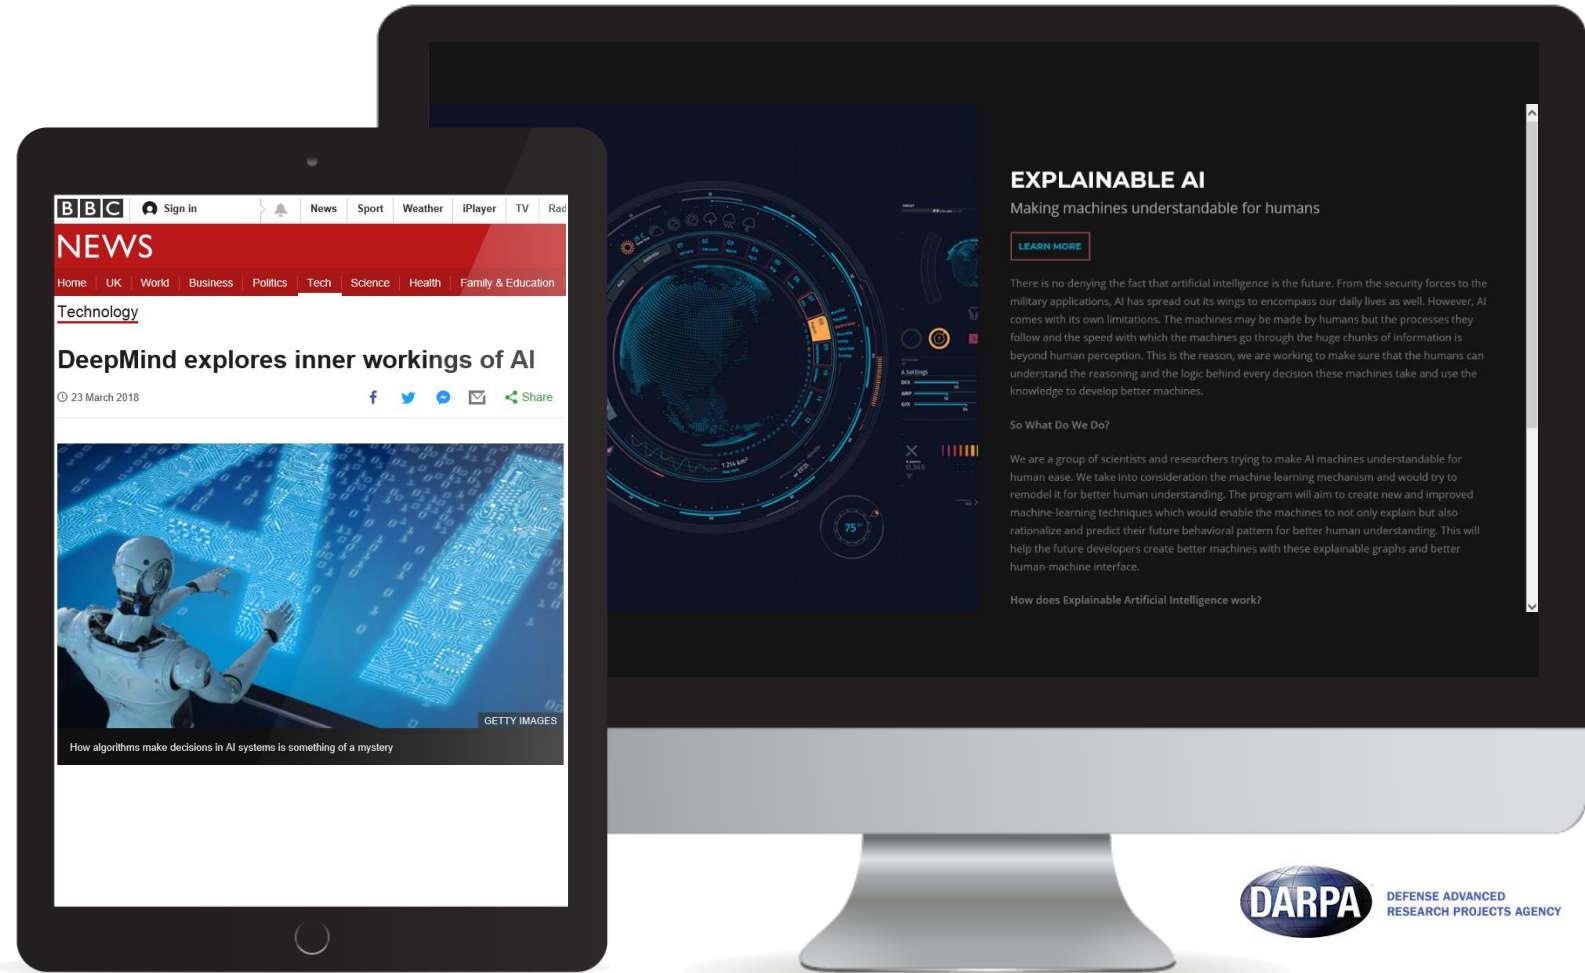 BBC
Sign in
News
Sport
Weather
iPlayer
TV
Rad
NEWS
Home
UK
World
Business
Politics
Tech
Science
Health
Family & Education
Technology
DeepMind explores inner workings of AI
23 March 2018
Share
GETTY IMAGES
How algorithms make decisions in AI systems is something of a mystery
A Settings
75
EXPLAINABLE AI
Making machines understandable for humans
LEARN MORE
There is no denying the fact that artificial intelligence is the future. From the security forces to the
military applications, AI has spread out its wings to encompass our daily lives as well. However, AI
comes with its own limitations. The machines may be made by humans but the processes they
follow and the speed with which the machines go through the huge chunks of information is
beyond human perception. This is the reason, we are working to make sure that the humans can
understand the reasoning and the logic behind every decision these machines take and use the
knowledge to develop better machines.
So What Do We Do?
We are a group of scientists and researchers trying to make AI machines understandable for
human ease. We take into consideration the machine learning mechanism and would try to
remodel it for better human understanding. The program will aim to create new and improved
machine-learning techniques which would enable the machines to not only explain but also
rationalize and predict their future behavioral pattern for better human understanding. This will
help the future developers create better machines with these explainable graphs and better
human-machine interface.
How does Explainable Artificial Intelligence work?
DARPA
DEFENSE ADVANCED
RESEARCH PROJECTS AGENCY